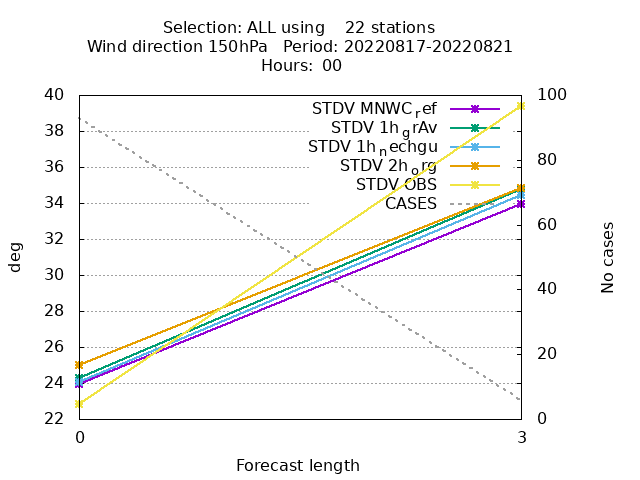 Selection: ALL using 22 stations
Wind direction 150hPa Period: 20220817-20220821
Hours: 00
40 100
STDV MNWC_ref
38
STDV 1h_grAv
STDV 1h_nechgu
36 80
STDV 2h_org
STDV OBS
34
CASES
32 60
30
28 40
26
24 20
22 0
0 3
deg
No cases
Forecast length